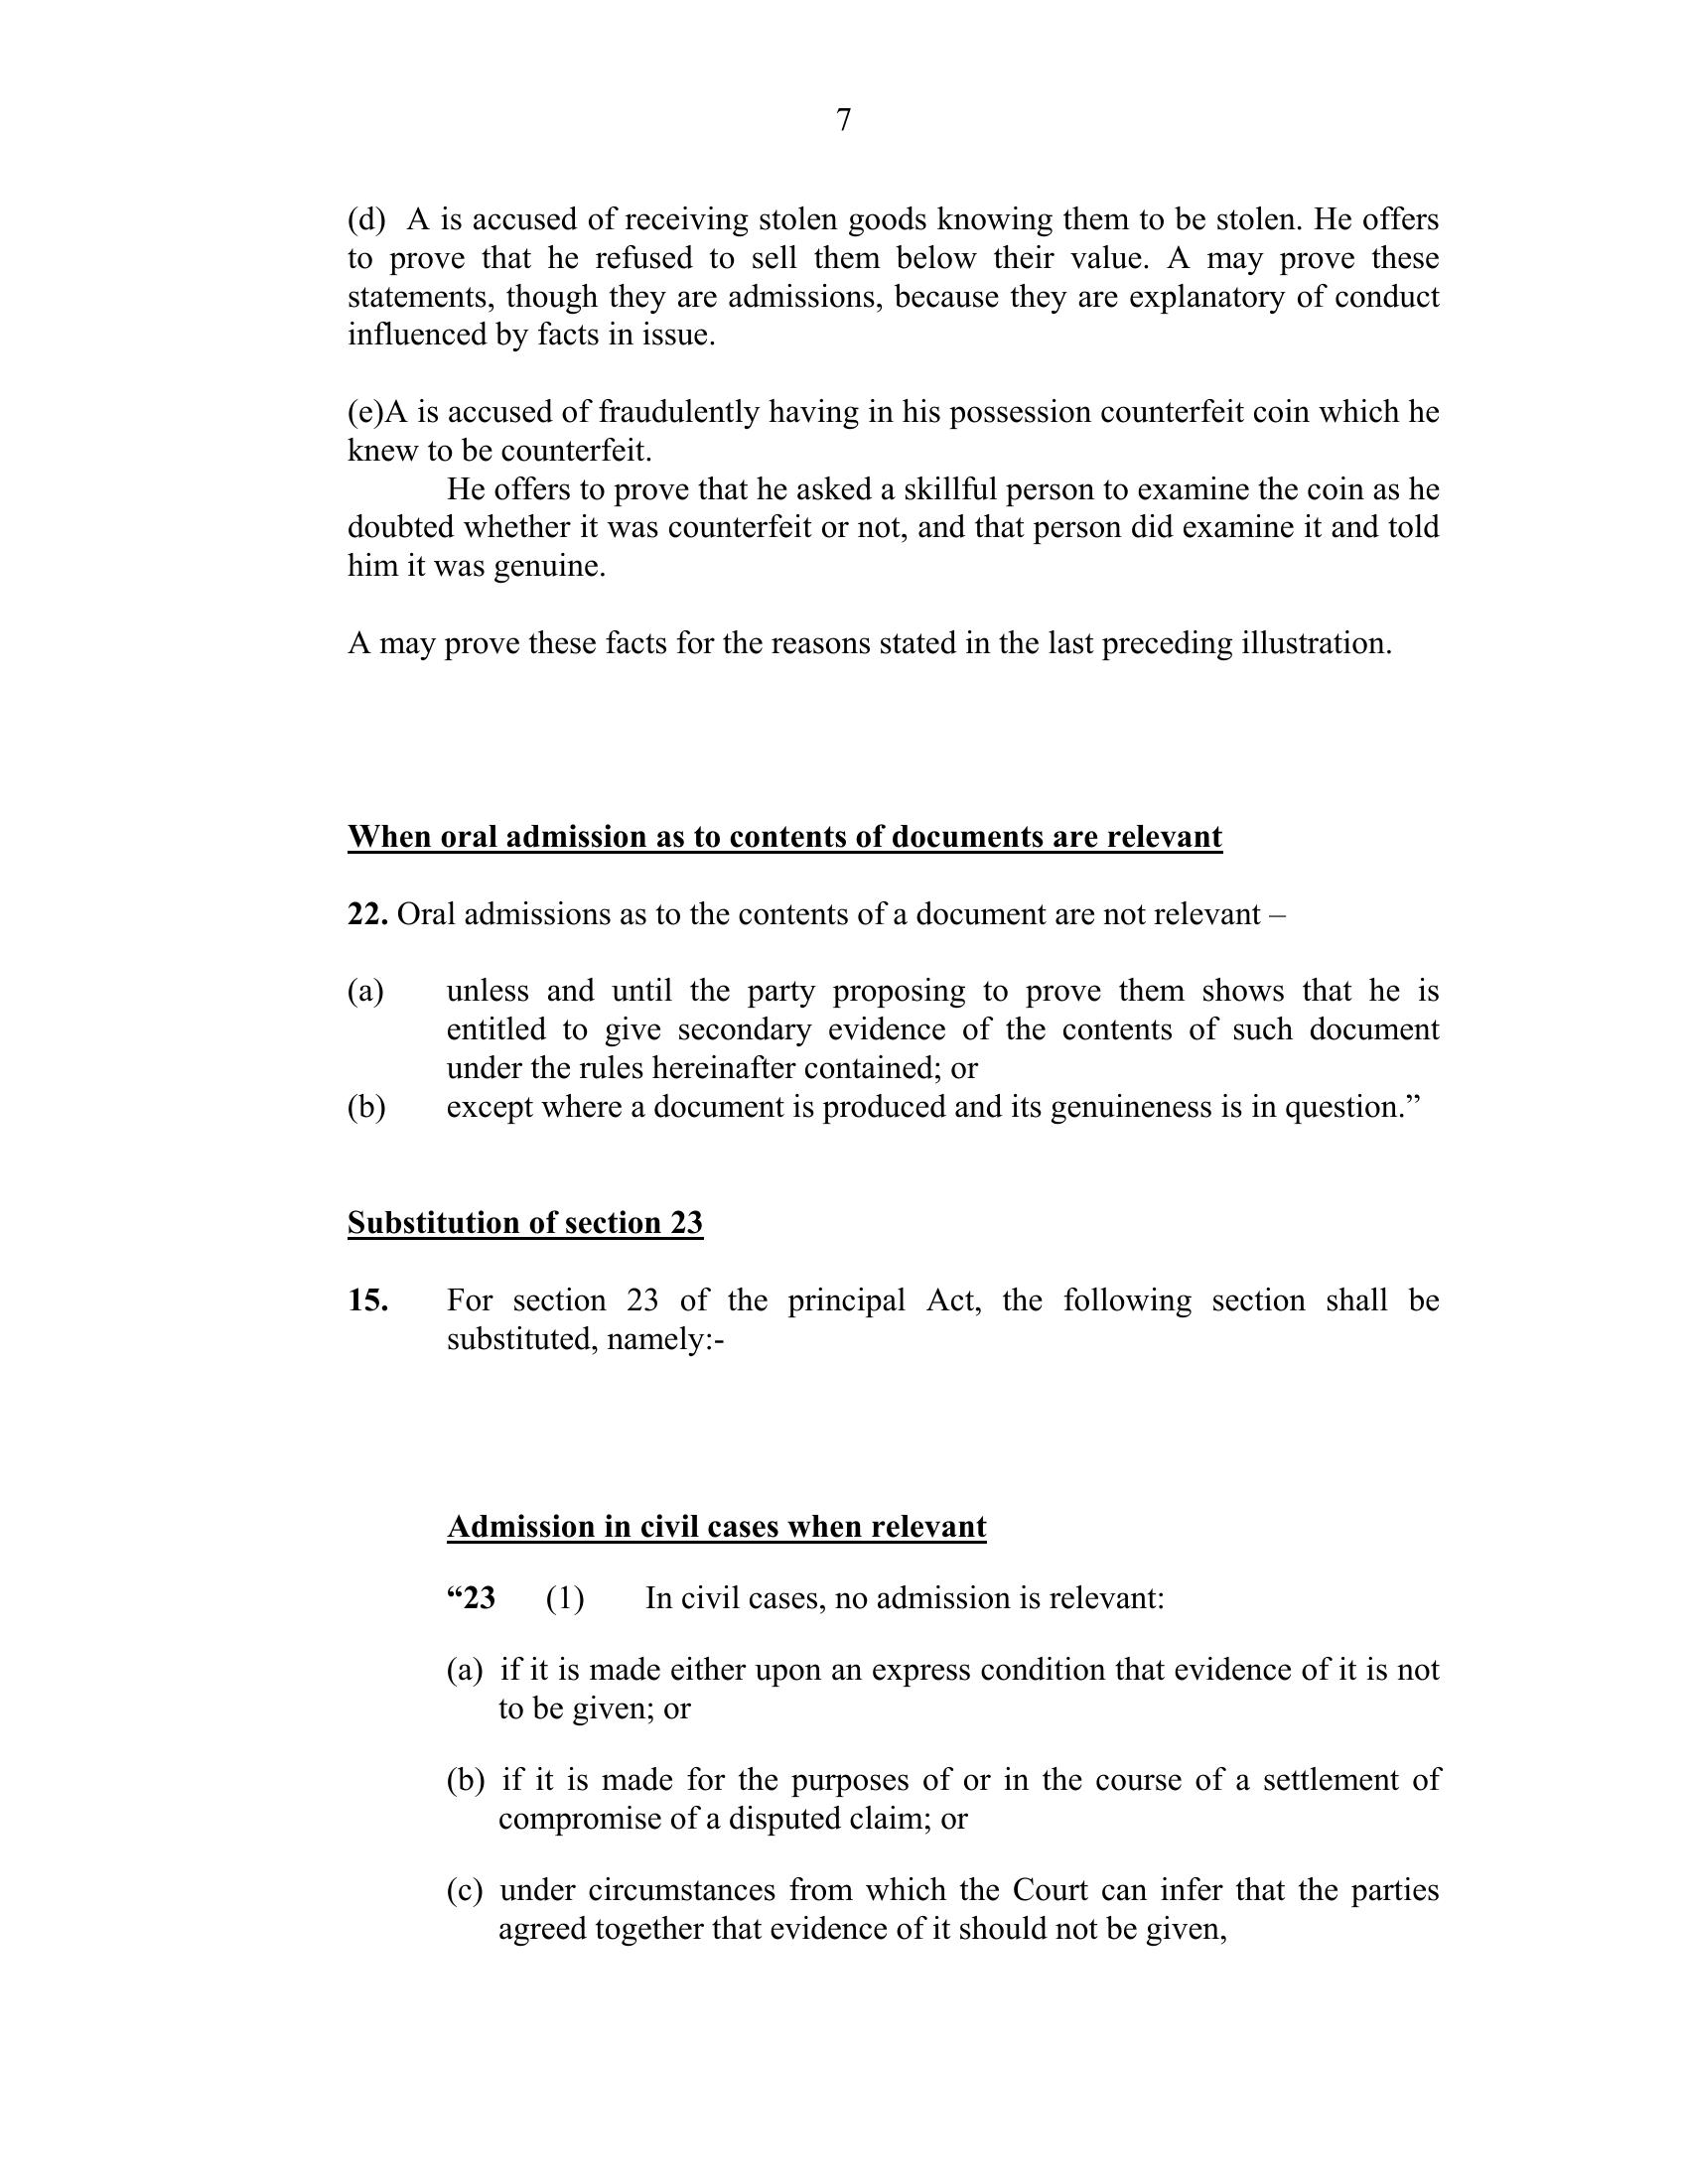 7
(d) A is accused of receiving stolen goods knowing them to be stolen. He offers
to prove that he refused to sell them below their value. A may prove these
statements, though they are admissions, because they are explanatory of conduct
influenced by facts in issue.
(e)A is accused of fraudulently having in his possession counterfeit coin which he
knew to be counterfeit.
He offers to prove that he asked a skillful person to examine the coin as he
doubted whether it was counterfeit or not, and that person did examine it and told
him it was genuine.
A may prove these facts for the reasons stated in the last preceding illustration.
When oral admission as to contents of documents are relevant
22. Oral admissions as to the contents of a document are not relevant –
(a) unless and until the party proposing to prove them shows that he is
entitled to give secondary evidence of the contents of such document
under the rules hereinafter contained; or
(b) except where a document is produced and its genuineness is in question.”
Substitution of section 23
15. For section 23 of the principal Act, the following section shall be
substituted, namely:-
Admission in civil cases when relevant
“23 (1) In civil cases, no admission is relevant:
(a) if it is made either upon an express condition that evidence of it is not
to be given; or
(b) if it is made for the purposes of or in the course of a settlement of
compromise of a disputed claim; or
(c) under circumstances from which the Court can infer that the parties
agreed together that evidence of it should not be given,